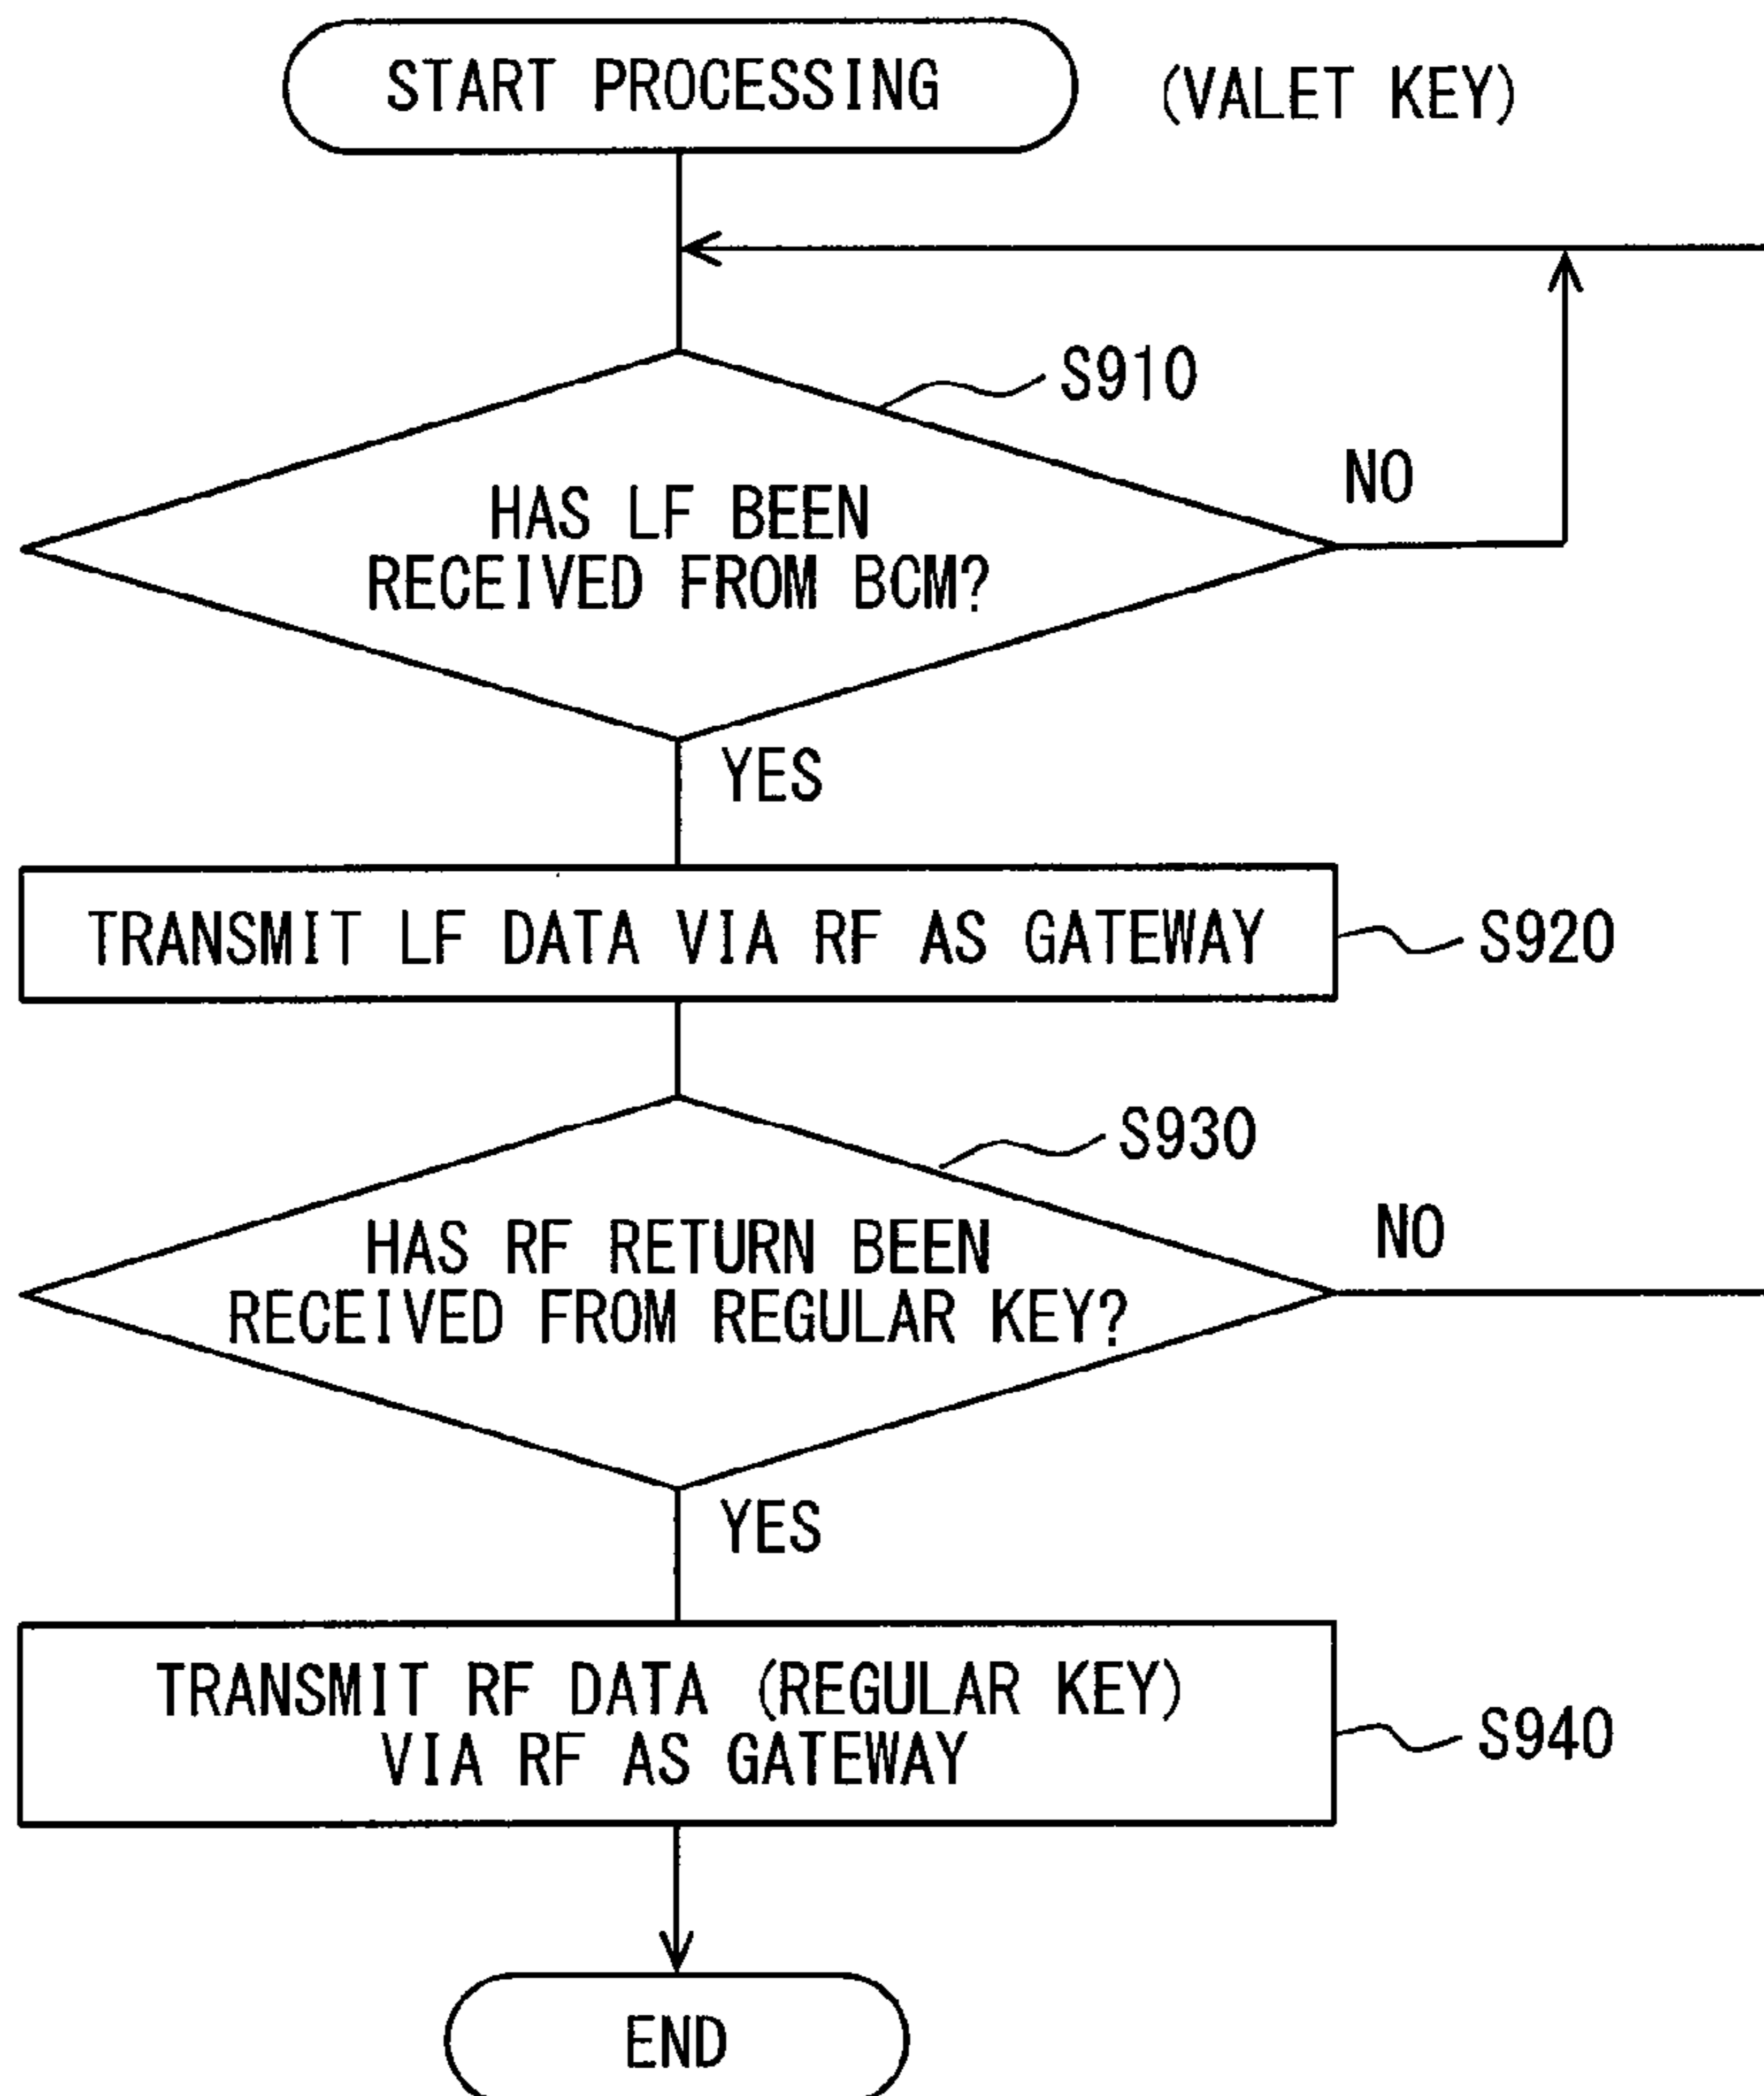 START PROCESSING
(VALET KEY)
S910
HAS LF BEEN
RECEIVED FROM BCM?
NO
YES
TRANSMIT LF DATA VIA RF AS GATEWAY
S920
S930
HAS RF RETURN BEEN
RECEIVED FROM REGULAR KEY?
NO
YES
TRANSMIT RF DATA (REGULAR KEY)
VIA RF AS GATEWAY
S940
END